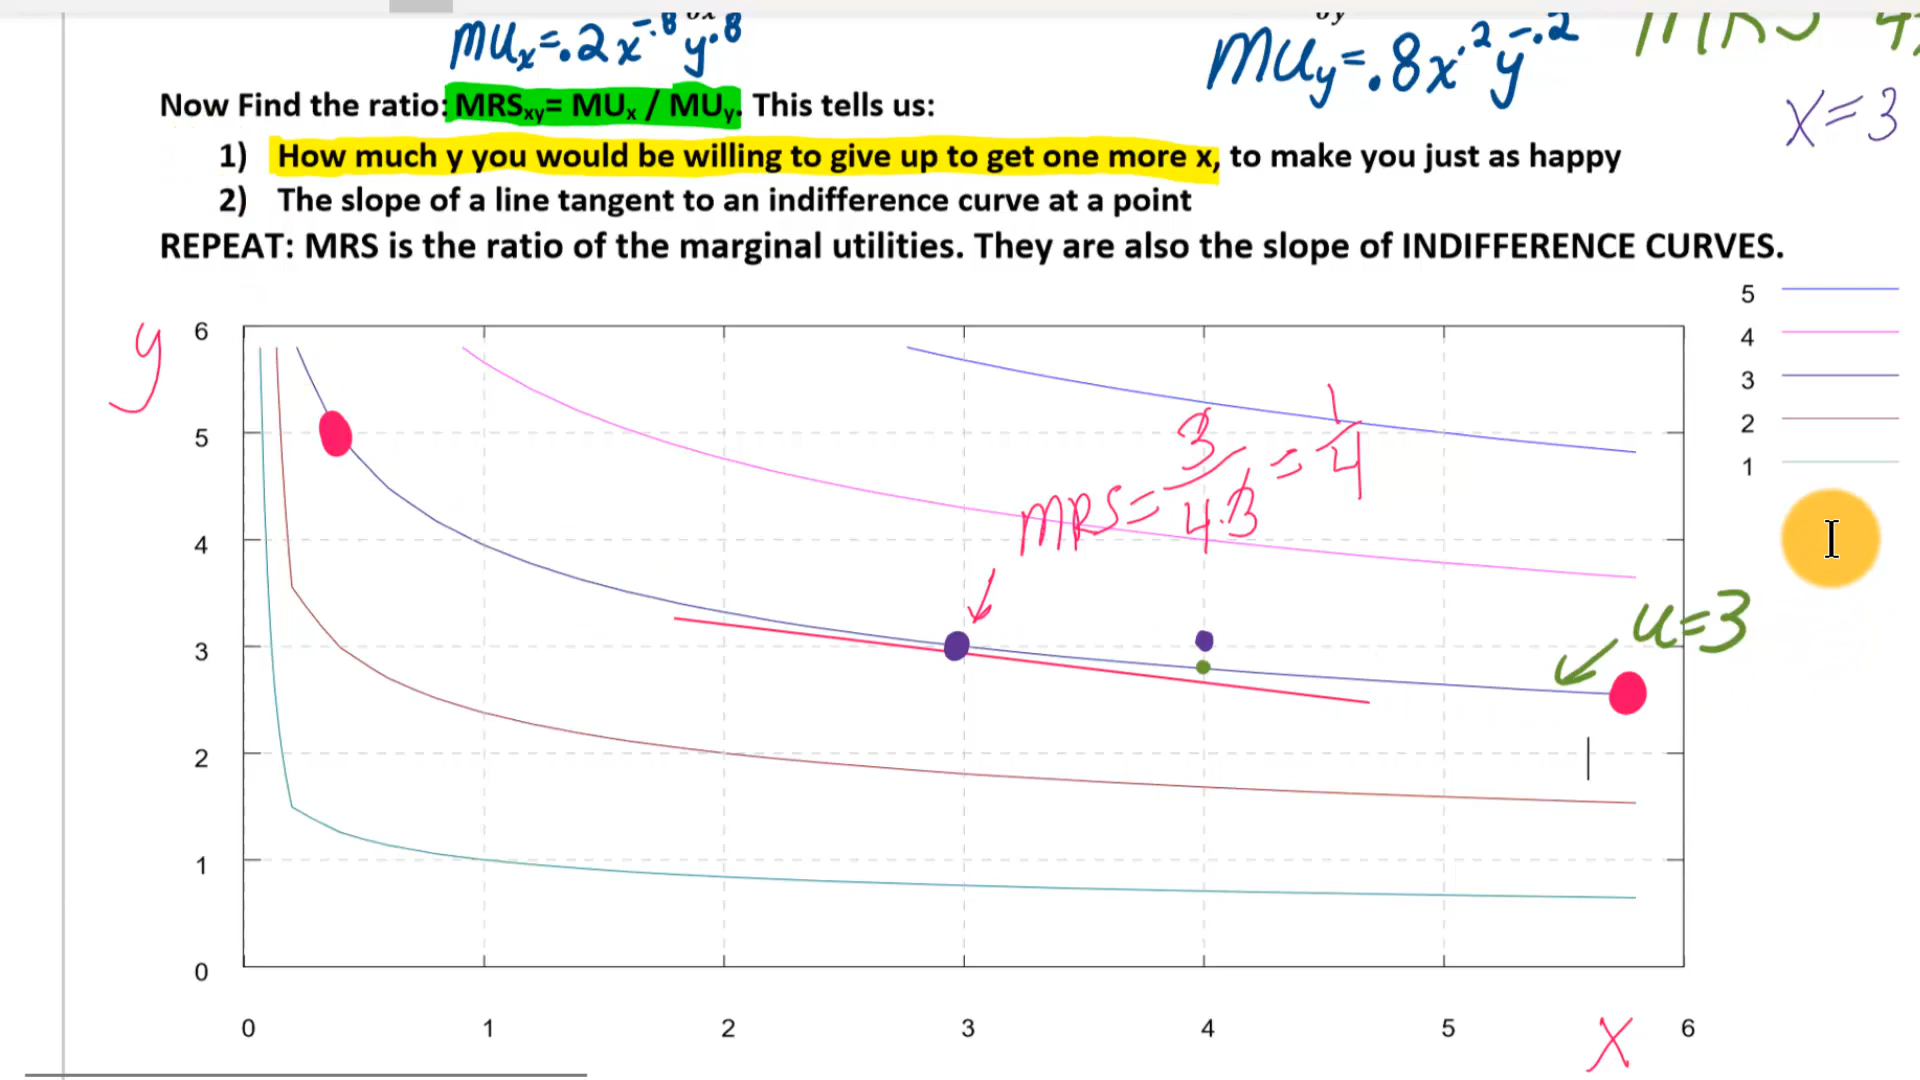 MUx=.2x^-.8 y^.8
MUy=.8x^.2 y^-.2
MRS
x=3
Now Find the ratio: MRSxy= MUx / MUy. This tells us:
1) How much y you would be willing to give up to get one more x, to make you just as happy
2) The slope of a line tangent to an indifference curve at a point
REPEAT: MRS is the ratio of the marginal utilities. They are also the slope of INDIFFERENCE CURVES.
5
4
3
2
1
y
6
5
4
3
2
1
0
MRS= 3/4·3 = 1/4
u=3
0 1 2 3 4 5 6
x